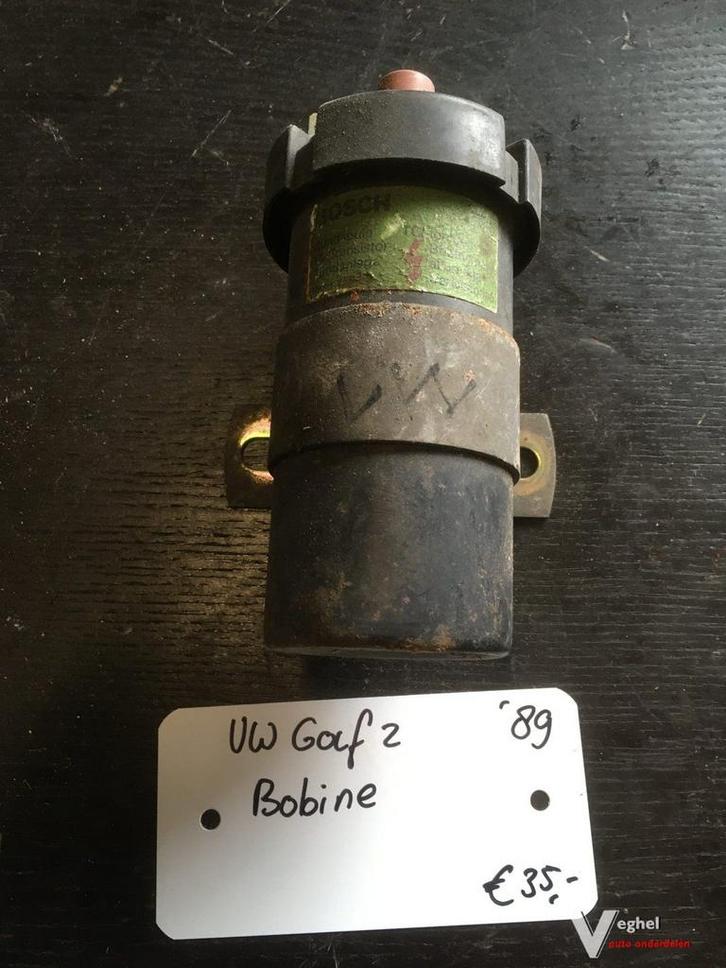 BOSCH
VW
VW Golf 2 '89
Bobine
€ 35,-
Veghel
auto onderdelen